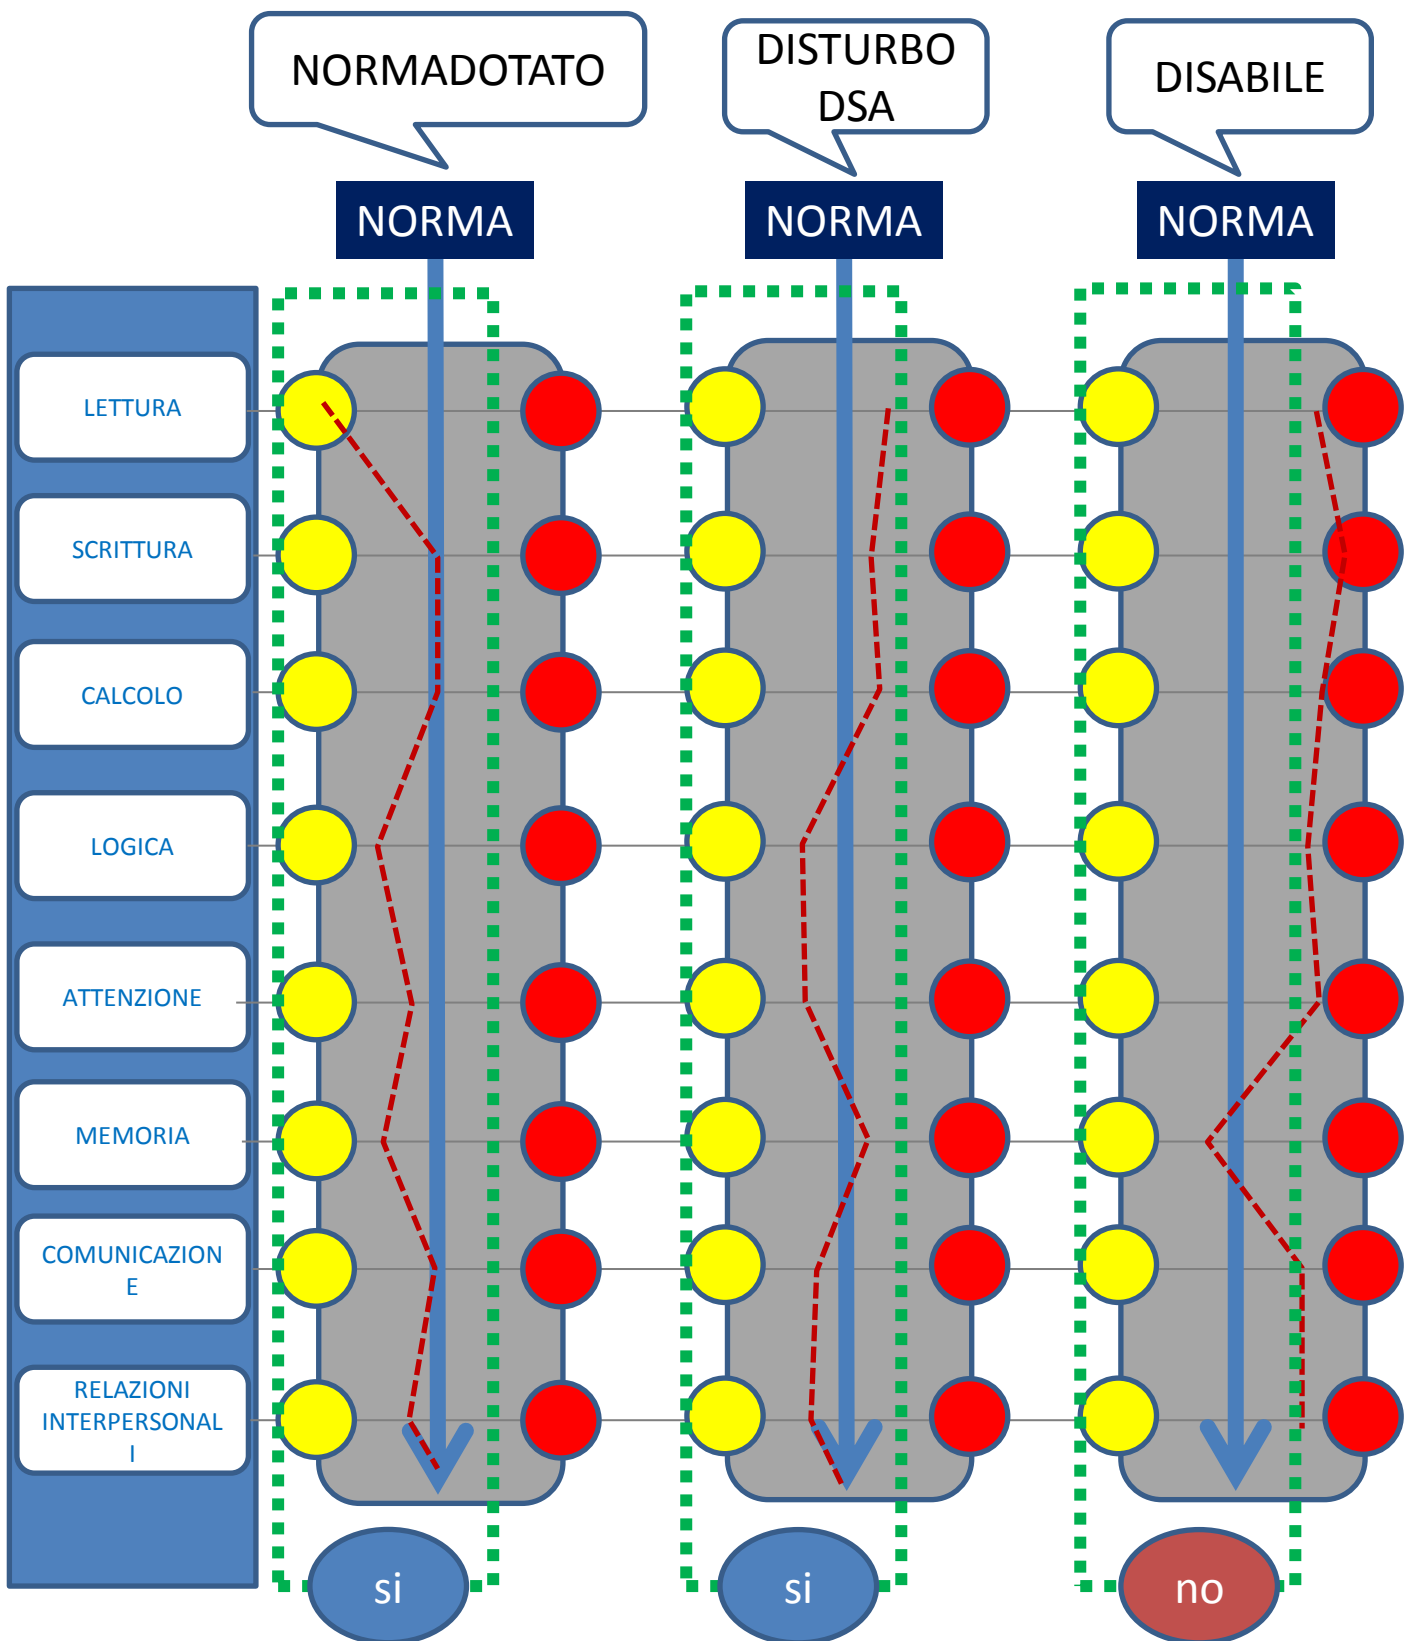 NORMADOTATO
DISTURBO
DSA
DISABILE
NORMA
NORMA
NORMA
LETTURA
SCRITTURA
CALCOLO
LOGICA
ATTENZIONE
MEMORIA
COMUNICAZION
E
RELAZIONI
INTERPERSONAL
I
si
si
no